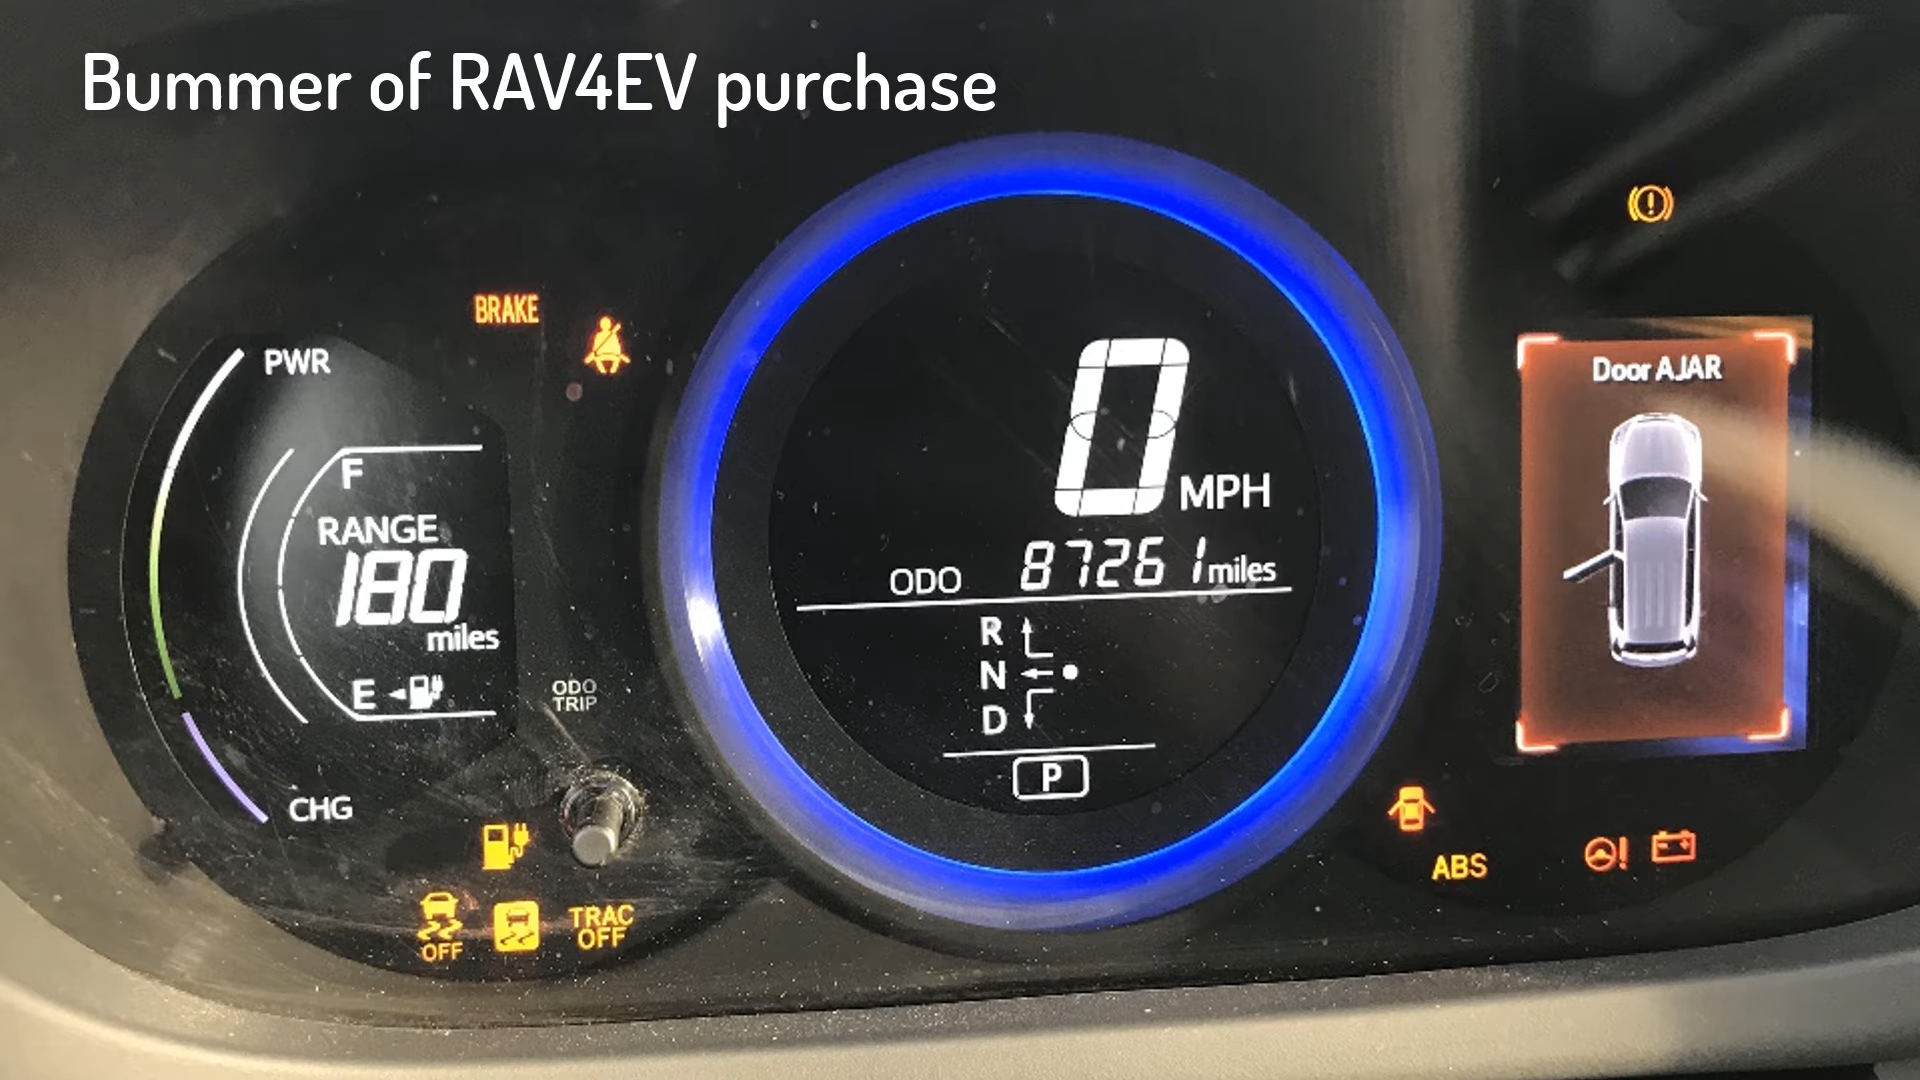 Bummer of RAV4EV purchase
BRAKE
PWR
F
RANGE
180
miles
E
CHG
ODO
TRIP
OFF
TRAC
OFF
0 MPH
ODO 87261 miles
R
N
D
P
Door AJAR
ABS